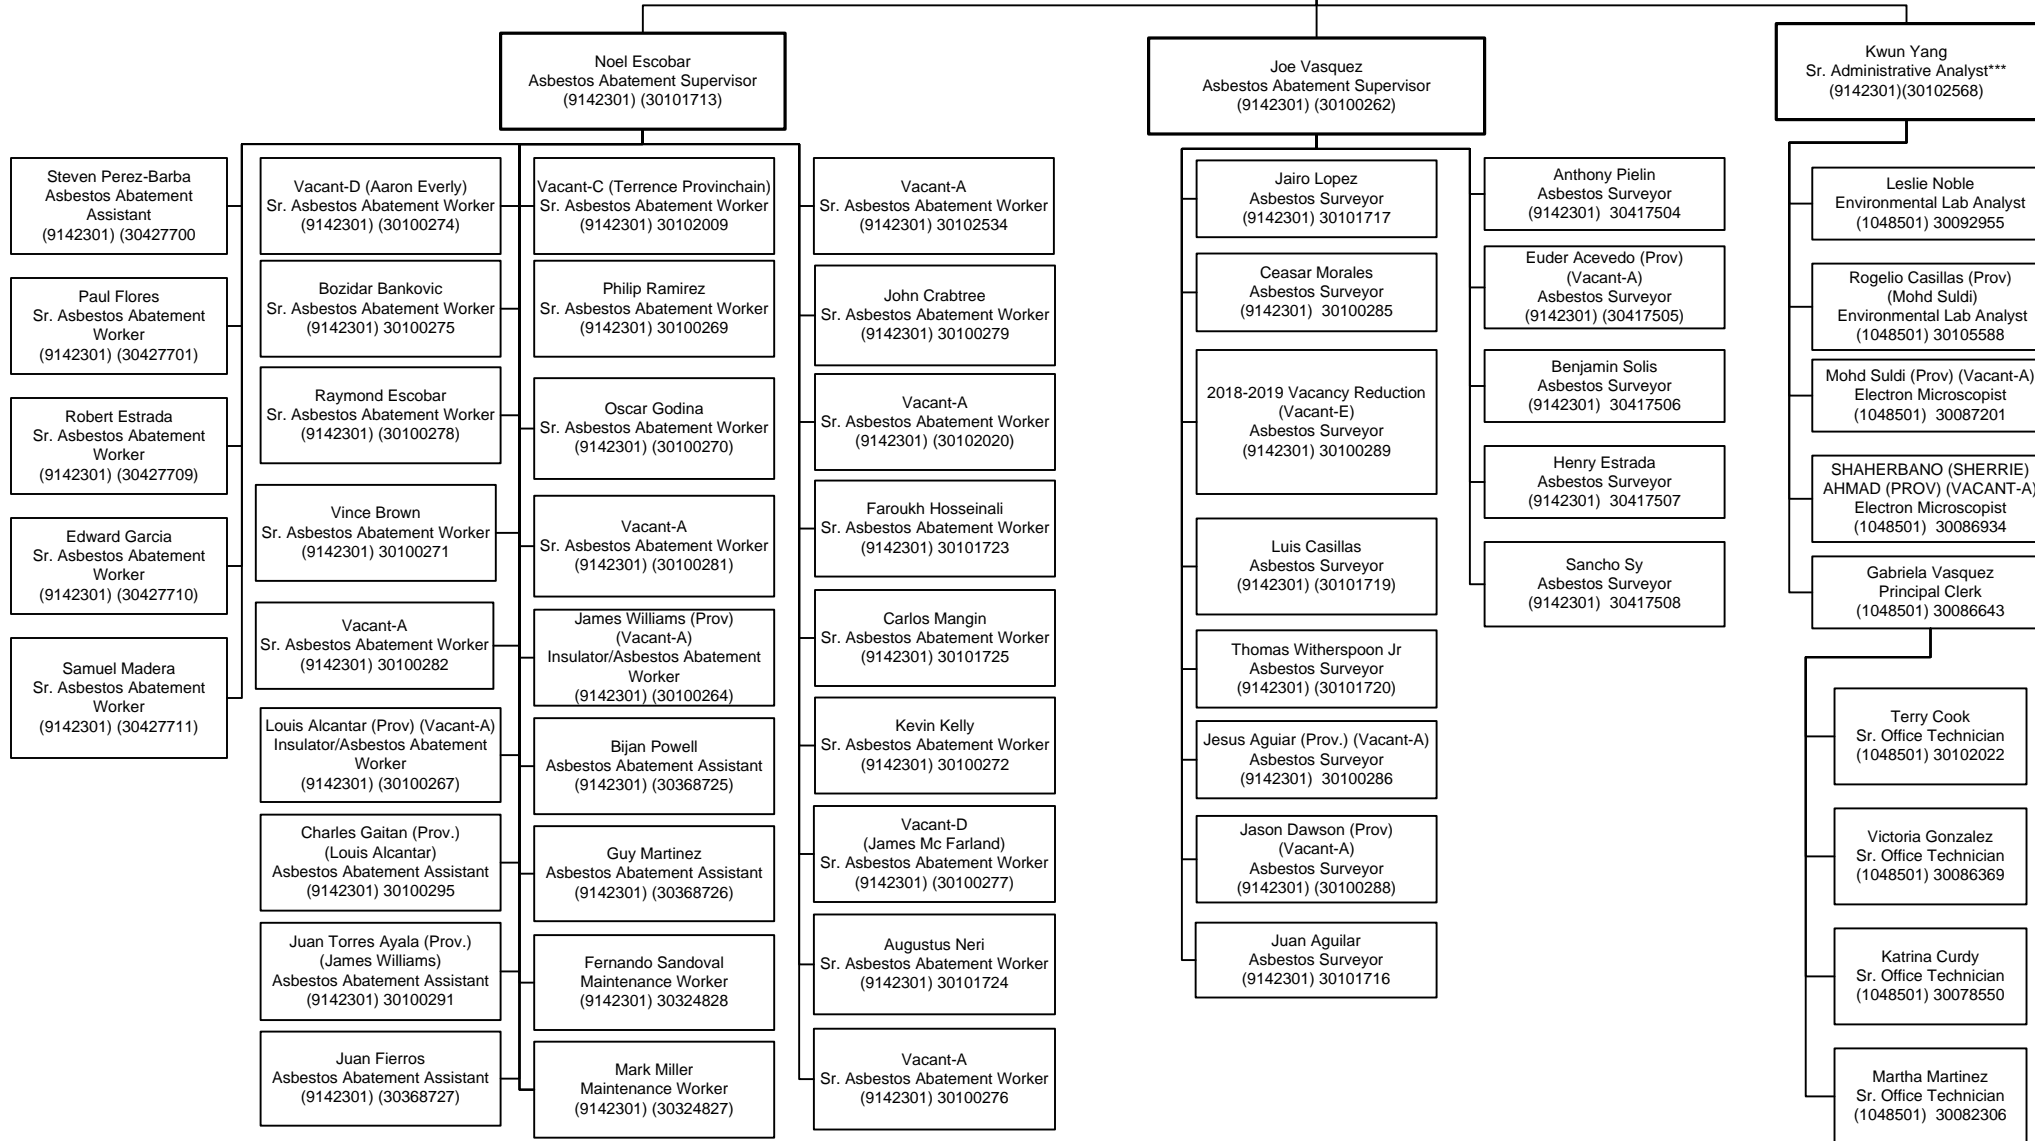 Noel Escobar
Asbestos Abatement Supervisor
(9142301) (30101713)
Joe Vasquez
Asbestos Abatement Supervisor
(9142301) (30100262)
Kwun Yang
Sr. Administrative Analyst***
(9142301)(30102568)
Steven Perez-Barba
Asbestos Abatement
Assistant
(9142301) (30427700
Paul Flores
Sr. Asbestos Abatement
Worker
(9142301) (30427701)
Robert Estrada
Sr. Asbestos Abatement
Worker
(9142301) (30427709)
Edward Garcia
Sr. Asbestos Abatement
Worker
(9142301) (30427710)
Samuel Madera
Sr. Asbestos Abatement
Worker
(9142301) (30427711)
Vacant-D (Aaron Everly)
Sr. Asbestos Abatement Worker
(9142301) (30100274)
Bozidar Bankovic
Sr. Asbestos Abatement Worker
(9142301) 30100275
Raymond Escobar
Sr. Asbestos Abatement Worker
(9142301) (30100278)
Vince Brown
Sr. Asbestos Abatement Worker
(9142301) 30100271
Vacant-A
Sr. Asbestos Abatement Worker
(9142301) 30100282
Louis Alcantar (Prov) (Vacant-A)
Insulator/Asbestos Abatement
Worker
(9142301) (30100267)
Charles Gaitan (Prov.)
(Louis Alcantar)
Asbestos Abatement Assistant
(9142301) 30100295
Juan Torres Ayala (Prov.)
(James Williams)
Asbestos Abatement Assistant
(9142301) 30100291
Juan Fierros
Asbestos Abatement Assistant
(9142301) (30368727)
Vacant-C (Terrence Provinchain)
Sr. Asbestos Abatement Worker
(9142301) 30102009
Philip Ramirez
Sr. Asbestos Abatement Worker
(9142301) 30100269
Oscar Godina
Sr. Asbestos Abatement Worker
(9142301) (30100270)
Vacant-A
Sr. Asbestos Abatement Worker
(9142301) (30100281)
James Williams (Prov)
(Vacant-A)
Insulator/Asbestos Abatement
Worker
(9142301) (30100264)
Bijan Powell
Asbestos Abatement Assistant
(9142301) (30368725)
Guy Martinez
Asbestos Abatement Assistant
(9142301) (30368726)
Fernando Sandoval
Maintenance Worker
(9142301) 30324828
Mark Miller
Maintenance Worker
(9142301) (30324827)
Vacant-A
Sr. Asbestos Abatement Worker
(9142301) 30102534
John Crabtree
Sr. Asbestos Abatement Worker
(9142301) 30100279
Vacant-A
Sr. Asbestos Abatement Worker
(9142301) (30102020)
Faroukh Hosseinali
Sr. Asbestos Abatement Worker
(9142301) 30101723
Carlos Mangin
Sr. Asbestos Abatement Worker
(9142301) 30101725
Kevin Kelly
Sr. Asbestos Abatement Worker
(9142301) 30100272
Vacant-D
(James Mc Farland)
Sr. Asbestos Abatement Worker
(9142301) (30100277)
Augustus Neri
Sr. Asbestos Abatement Worker
(9142301) 30101724
Vacant-A
Sr. Asbestos Abatement Worker
(9142301) 30100276
Jairo Lopez
Asbestos Surveyor
(9142301) 30101717
Ceasar Morales
Asbestos Surveyor
(9142301) 30100285
2018-2019 Vacancy Reduction
(Vacant-E)
Asbestos Surveyor
(9142301) 30100289
Luis Casillas
Asbestos Surveyor
(9142301) (30101719)
Thomas Witherspoon Jr
Asbestos Surveyor
(9142301) (30101720)
Jesus Aguiar (Prov.) (Vacant-A)
Asbestos Surveyor
(9142301) 30100286
Jason Dawson (Prov)
(Vacant-A)
Asbestos Surveyor
(9142301) (30100288)
Juan Aguilar
Asbestos Surveyor
(9142301) 30101716
Anthony Pielin
Asbestos Surveyor
(9142301) 30417504
Euder Acevedo (Prov)
(Vacant-A)
Asbestos Surveyor
(9142301) (30417505)
Benjamin Solis
Asbestos Surveyor
(9142301) 30417506
Henry Estrada
Asbestos Surveyor
(9142301) 30417507
Sancho Sy
Asbestos Surveyor
(9142301) 30417508
Leslie Noble
Environmental Lab Analyst
(1048501) 30092955
Rogelio Casillas (Prov)
(Mohd Suldi)
Environmental Lab Analyst
(1048501) 30105588
Mohd Suldi (Prov) (Vacant-A)
Electron Microscopist
(1048501) 30087201
SHAHERBANO (SHERRIE)
AHMAD (PROV) (VACANT-A)
Electron Microscopist
(1048501) 30086934
Gabriela Vasquez
Principal Clerk
(1048501) 30086643
Terry Cook
Sr. Office Technician
(1048501) 30102022
Victoria Gonzalez
Sr. Office Technician
(1048501) 30086369
Katrina Curdy
Sr. Office Technician
(1048501) 30078550
Martha Martinez
Sr. Office Technician
(1048501) 30082306